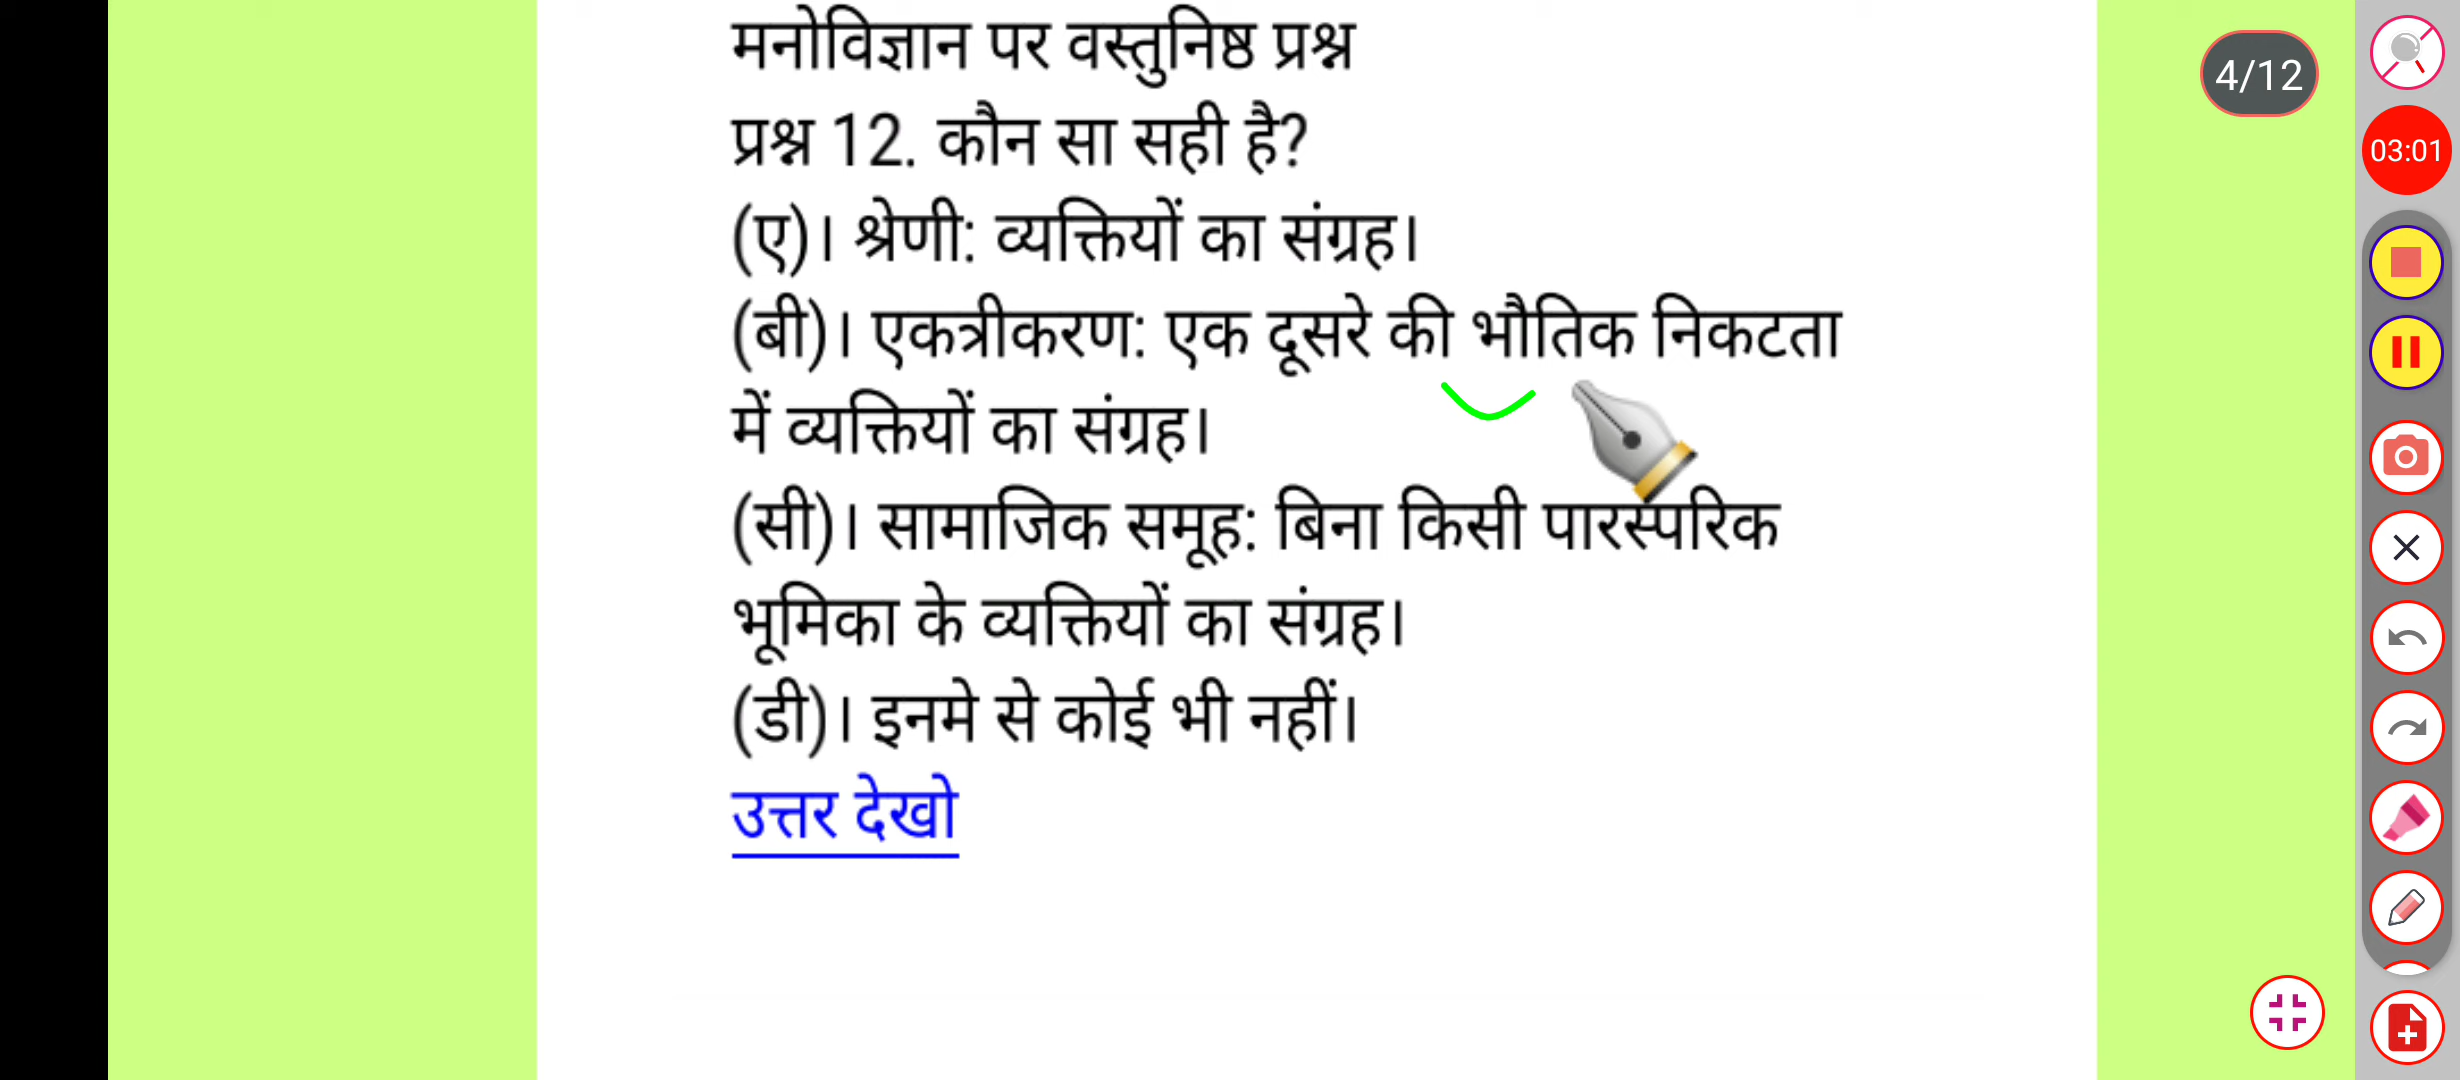 मनोविज्ञान पर वस्तुनिष्ठ प्रश्न
प्रश्न 12. कौन सा सही है?
(ए)। श्रेणी: व्यक्तियों का संग्रह।
(बी)। एकत्रीकरण: एक दूसरे की भौतिक निकटता
में व्यक्तियों का संग्रह।
(सी)। सामाजिक समूह: बिना किसी पारस्परिक
भूमिका के व्यक्तियों का संग्रह।
(डी)। इनमे से कोई भी नहीं।
उत्तर देखो
4/12
03:01